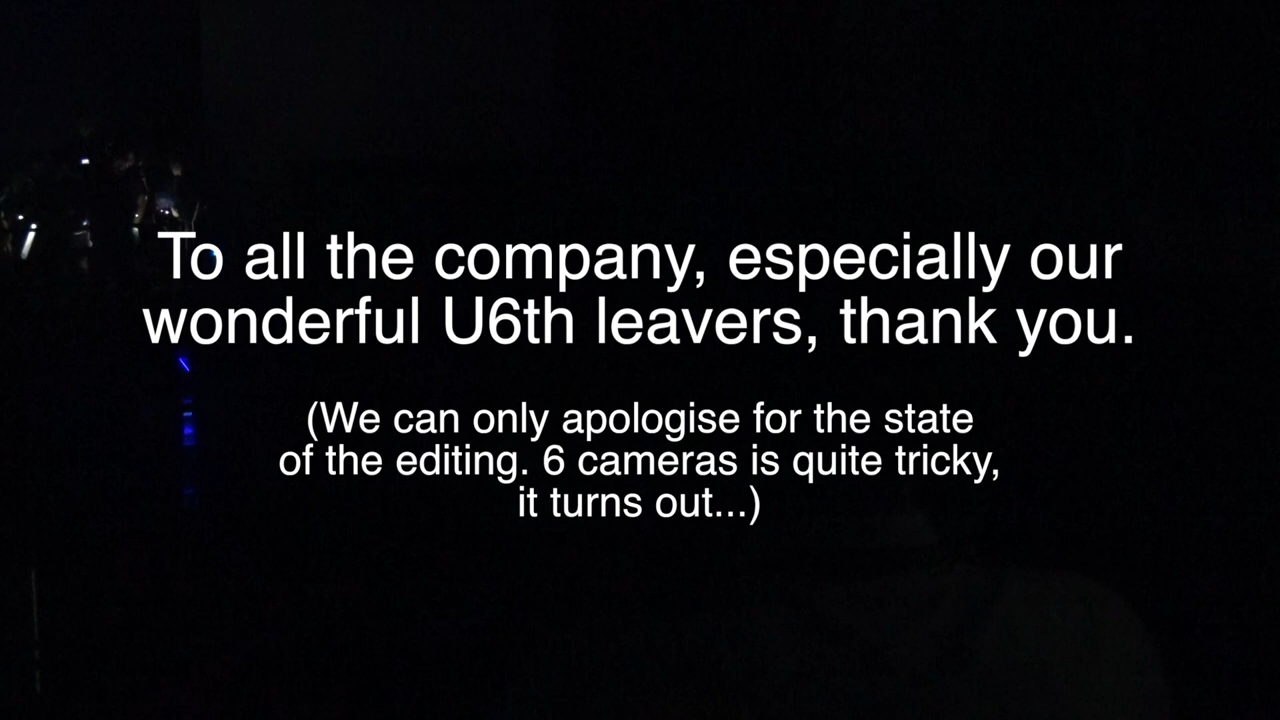 To all the company, especially our
wonderful U6th leavers, thank you.
(We can only apologise for the state
of the editing. 6 cameras is quite tricky,
it turns out...)